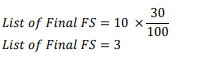 List of Final FS = 10 × 30/100
List of Final FS = 3